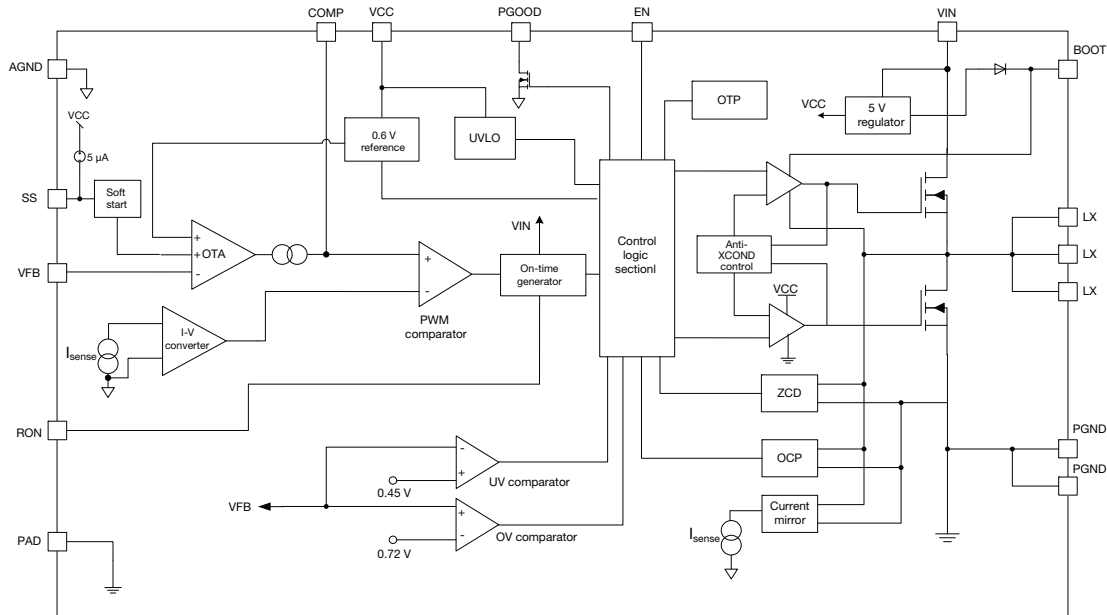 COMP
VCC
PGOOD
EN
VIN
BOOT
AGND
VCC
5 µA
SS
Soft
start
0.6 V
reference
UVLO
OTP
VCC
5 V
regulator
LX
LX
LX
VFB
+
+
-
OTA
VIN
+
-
PWM
comparator
On-time
generator
Control
logic
sectionl
Anti-
XCOND
control
VCC
Isense
I-V
converter
ZCD
RON
OCP
PGND
PGND
-
+
0.45 V
UV comparator
VFB
+
-
0.72 V
OV comparator
Current
mirror
Isense
PAD